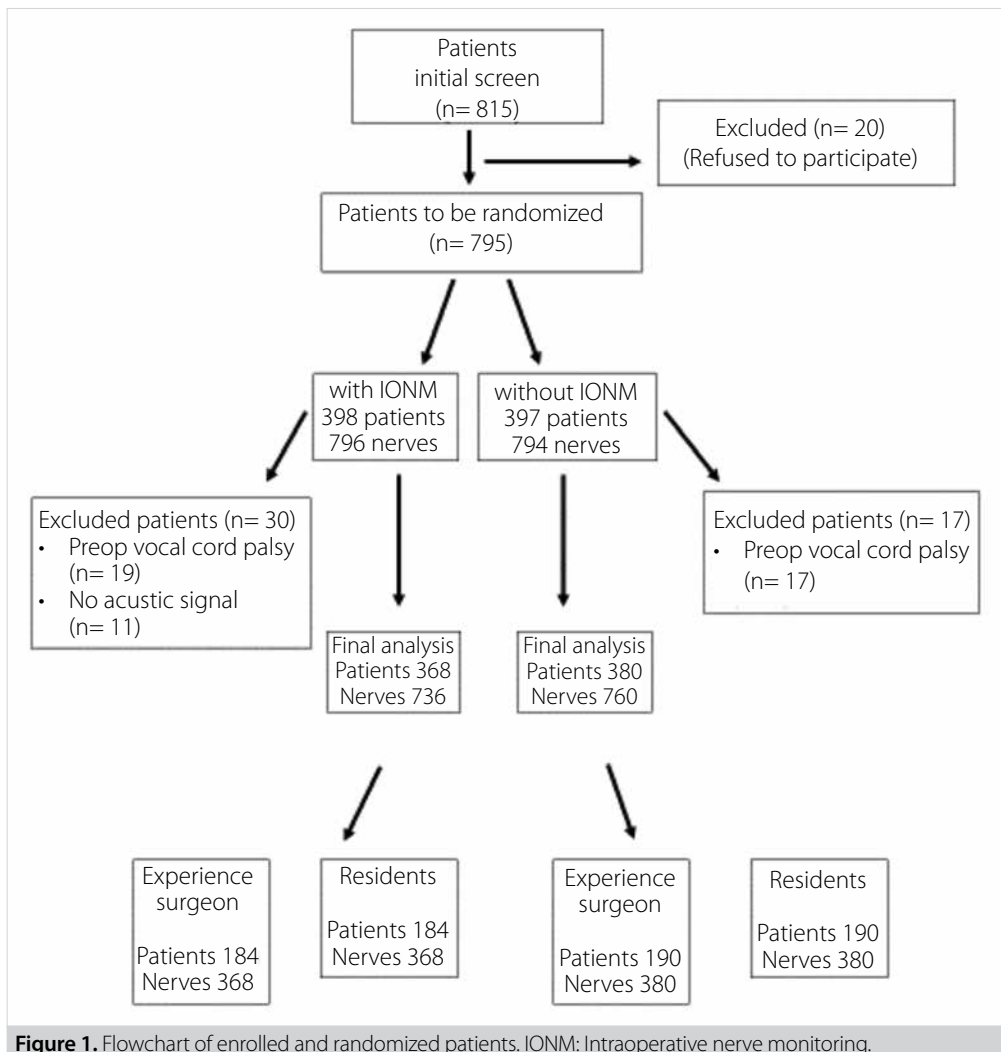 Patients
initial screen
(n= 815)
Excluded (n= 20)
(Refused to participate)
Patients to be randomized
(n= 795)
with IONM
398 patients
796 nerves
without IONM
397 patients
794 nerves
Excluded patients (n= 30)
• Preop vocal cord palsy
(n= 19)
• No acustic signal
(n= 11)
Excluded patients (n= 17)
• Preop vocal cord palsy
(n= 17)
Final analysis
Patients 368
Nerves 736
Final analysis
Patients 380
Nerves 760
Experience
surgeon
Patients 184
Nerves 368
Residents
Patients 184
Nerves 368
Experience
surgeon
Patients 190
Nerves 380
Residents
Patients 190
Nerves 380
Figure 1. Flowchart of enrolled and randomized patients. IONM: Intraoperative nerve monitoring.